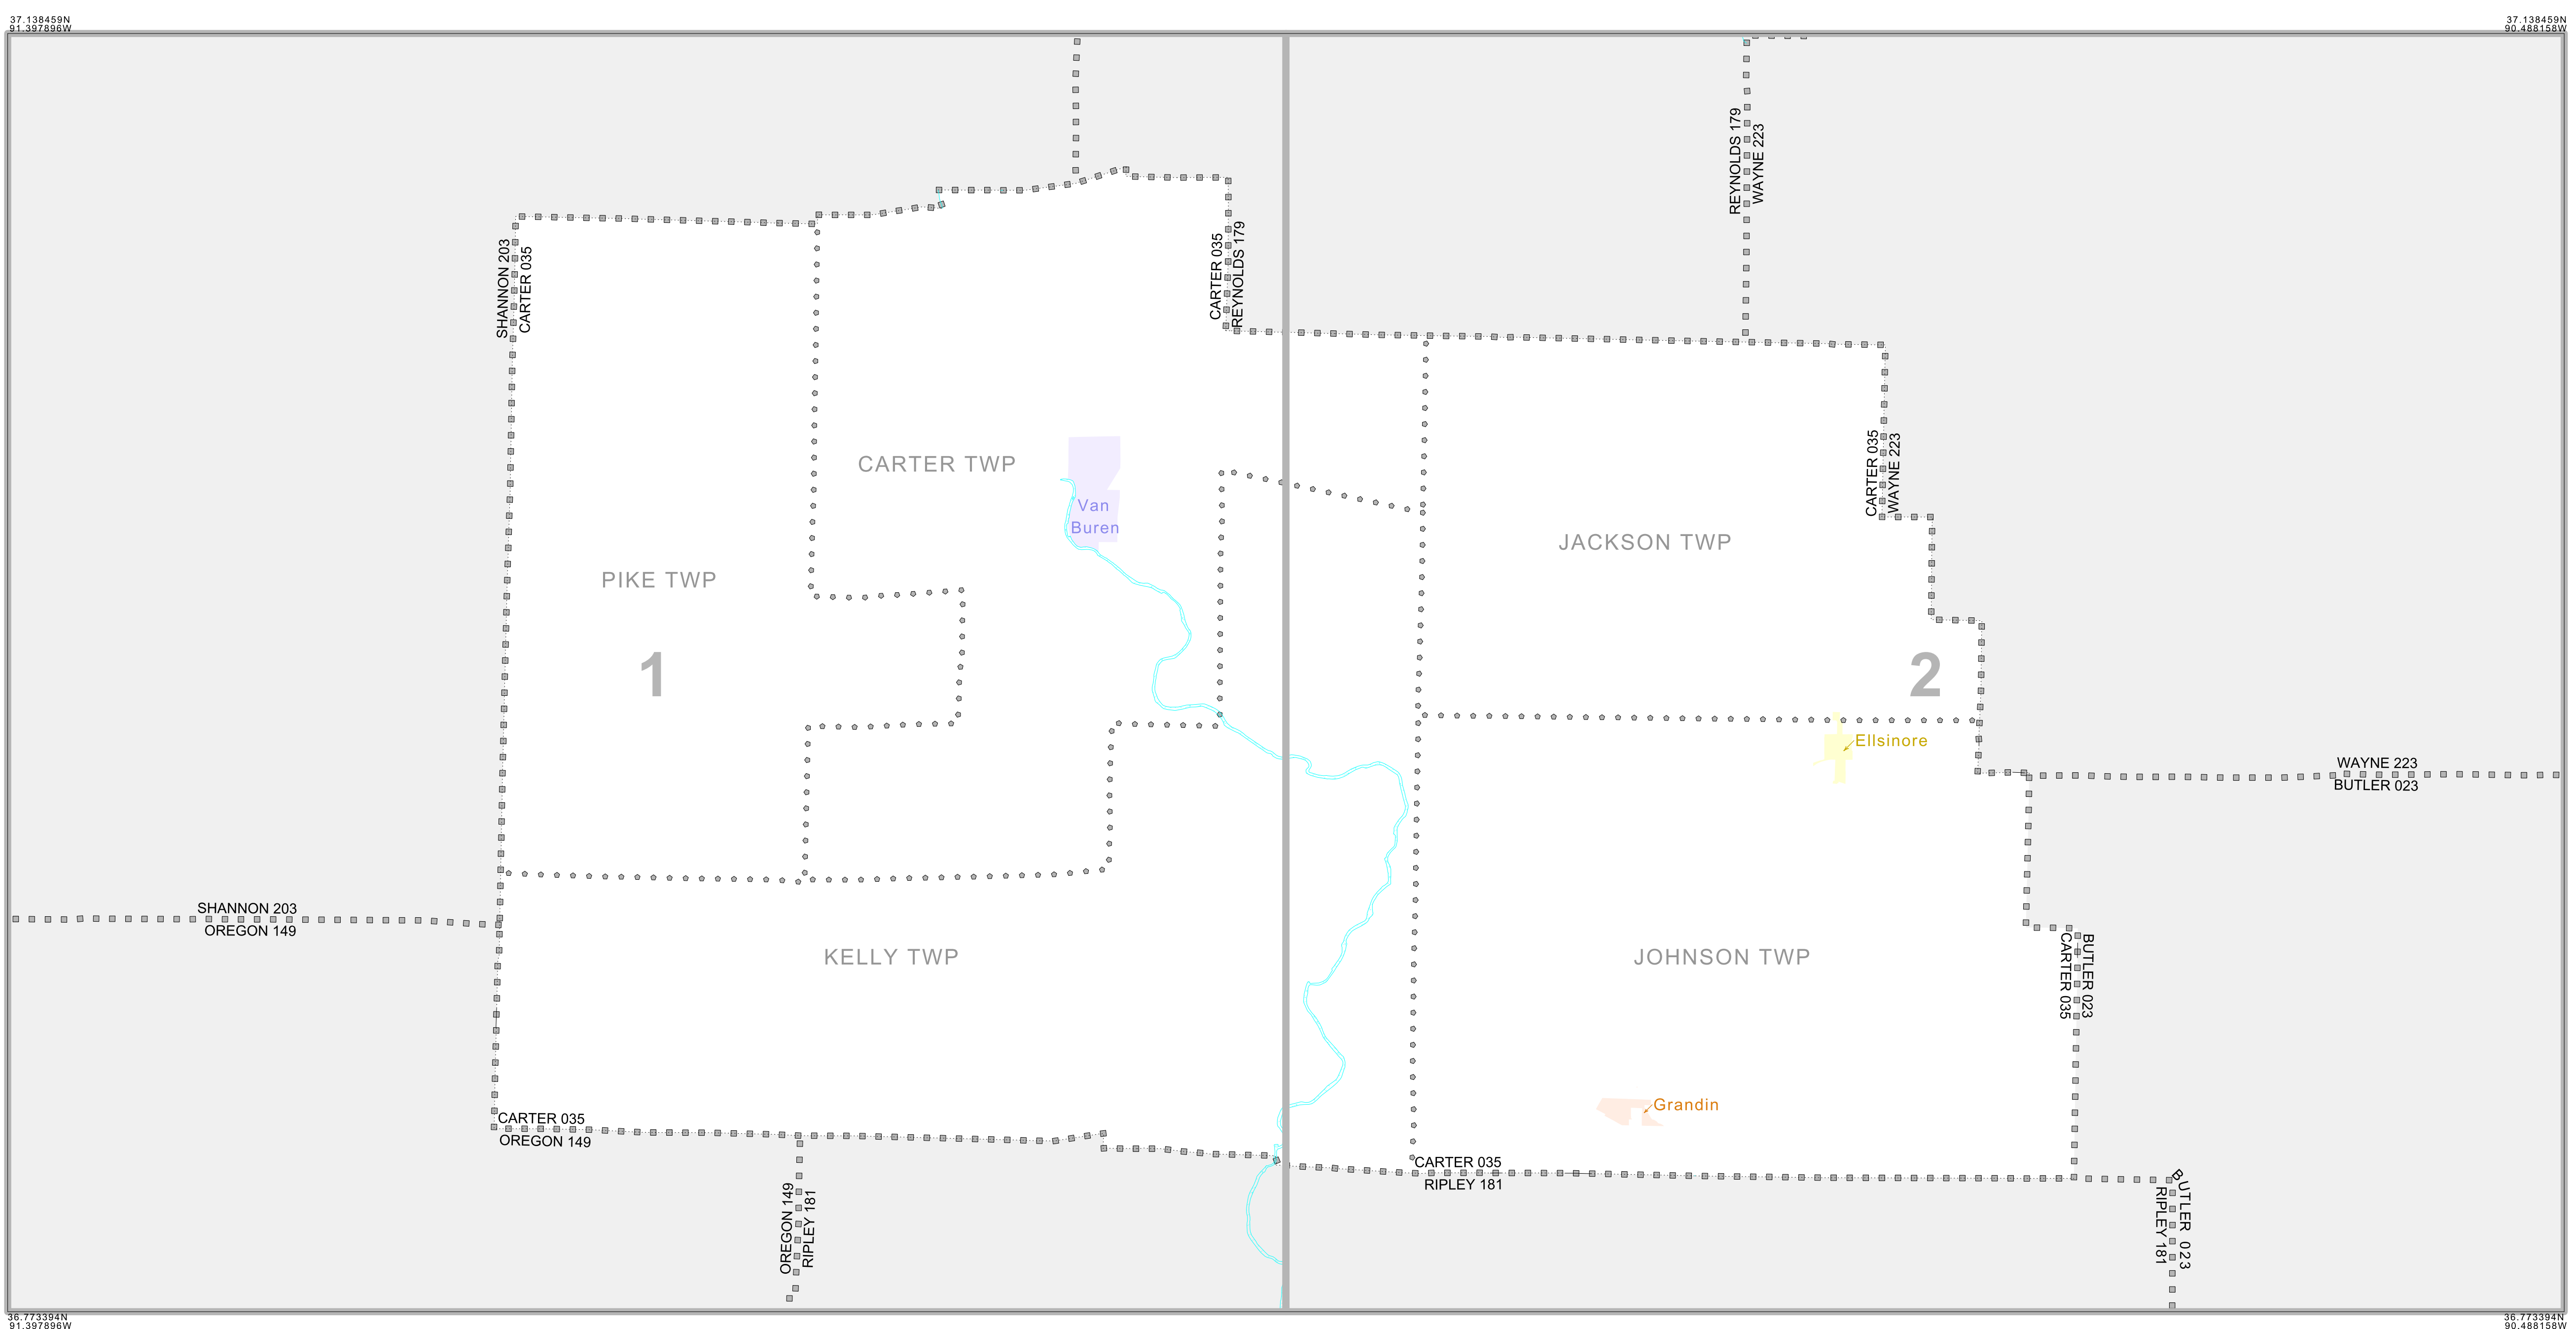 37.138459N
91.397896W
37.138459N
90.488158W
REYNOLDS 179
WAYNE 223
SHANNON 203
CARTER 035
CARTER 035
REYNOLDS 179
CARTER TWP
CARTER 035
WAYNE 223
Van
Buren
JACKSON TWP
PIKE TWP
1
2
Ellsinore
WAYNE 223
BUTLER 023
SHANNON 203
OREGON 149
KELLY TWP
JOHNSON TWP
BUTLER 023
CARTER 035
Grandin
CARTER 035
OREGON 149
CARTER 035
RIPLEY 181
OREGON 149
RIPLEY 181
BUTLER 023
RIPLEY 181
36.773394N
91.397896W
36.773394N
90.488158W